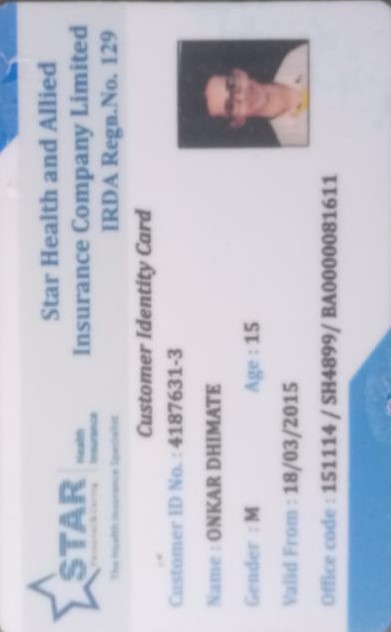 STAR
Health
Insurance
Personal & Caring
The Health Insurance Specialist
Star Health and Allied
Insurance Company Limited
IRDA Regn.No. 129
Customer Identity Card
Customer ID No. : 4187631-3
Name : ONKAR DHIMATE
Gender : M Age : 15
Valid From : 18/03/2015
Office code : 151114 / SH4899/ BA0000081611